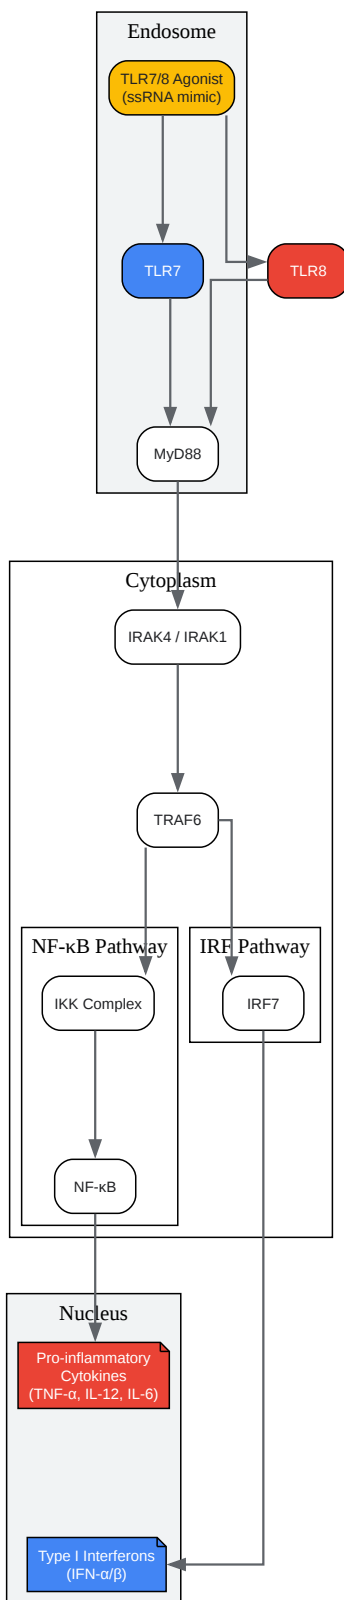 Endosome
TLR7/8 Agonist
(ssRNA mimic)
TLR7
TLR8
MyD88
Cytoplasm
IRAK4 / IRAK1
TRAF6
NF-κB Pathway
IRF Pathway
IKK Complex
IRF7
NF-κB
Nucleus
Pro-inflammatory
Cytokines
(TNF-α, IL-12, IL-6)
Type I Interferons
(IFN-α/β)